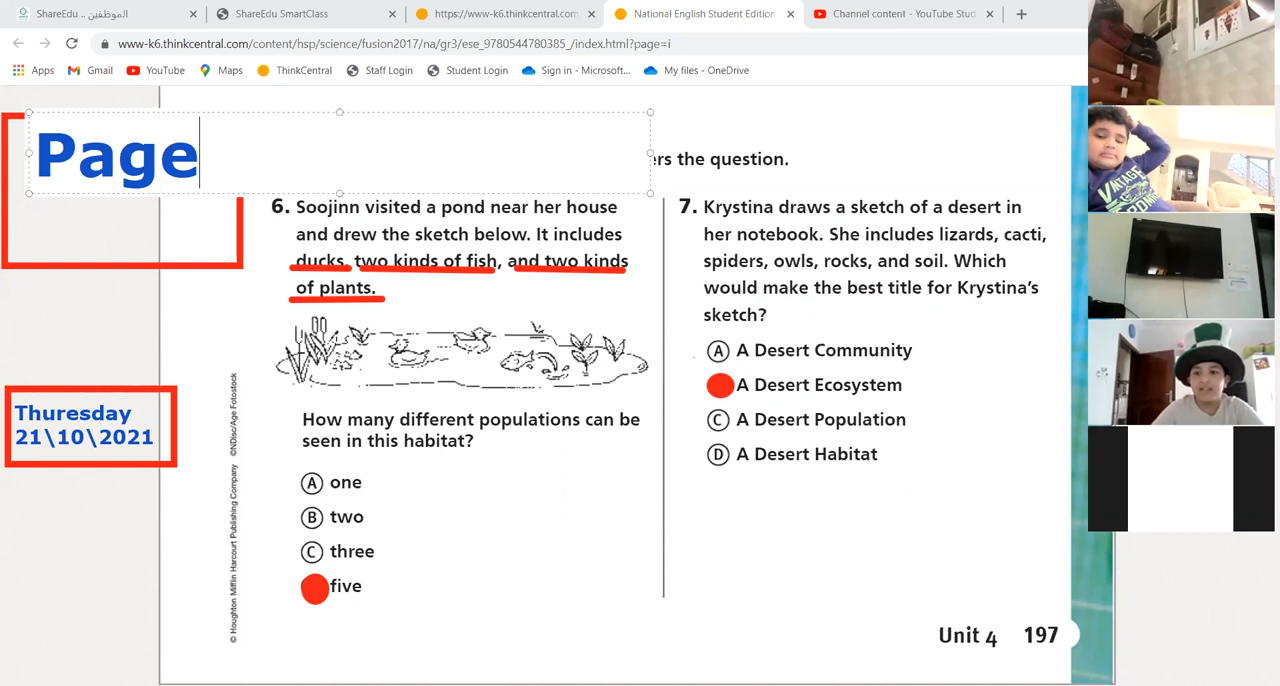 ShareEdu .. الموظفين
ShareEdu SmartClass
https://www-k6.thinkcentral.com
National English Student Edition
Channel content - YouTube Stud
www-k6.thinkcentral.com/content/hsp/science/fusion2017/na/gr3/ese_9780544780385_/index.html?page=i
Apps
Gmail
YouTube
Maps
ThinkCentral
Staff Login
Student Login
Sign in - Microsoft...
My files - OneDrive
Page
ers the question.
6. Soojinn visited a pond near her house
and drew the sketch below. It includes
ducks, two kinds of fish, and two kinds
of plants.
How many different populations can be
seen in this habitat?
A one
B two
C three
five
7. Krystina draws a sketch of a desert in
her notebook. She includes lizards, cacti,
spiders, owls, rocks, and soil. Which
would make the best title for Krystina's
sketch?
A A Desert Community
A Desert Ecosystem
C A Desert Population
D A Desert Habitat
Thuresday
21\10\2021
© Houghton Mifflin Harcourt Publishing Company ©NDisc/Age Fotostock
Unit 4 197
VINTAGE